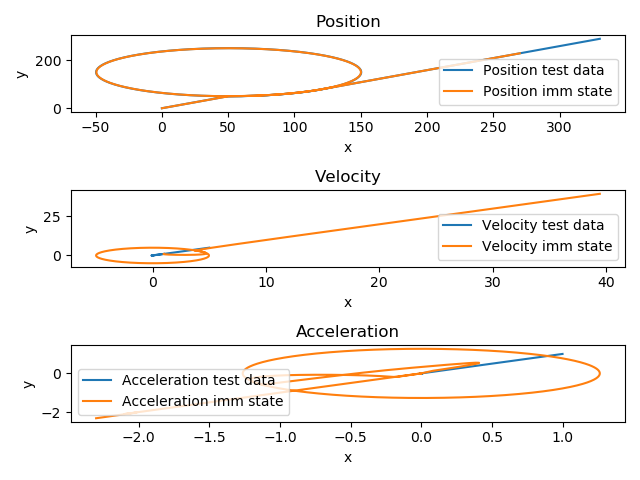 Position
200
0
y
−50
0
50
100
150
200
250
300
x
Position test data
Position imm state
Velocity
25
0
y
0
10
20
30
40
x
Velocity test data
Velocity imm state
Acceleration
0
−2
y
−2.0
−1.5
−1.0
−0.5
0.0
0.5
1.0
x
Acceleration test data
Acceleration imm state